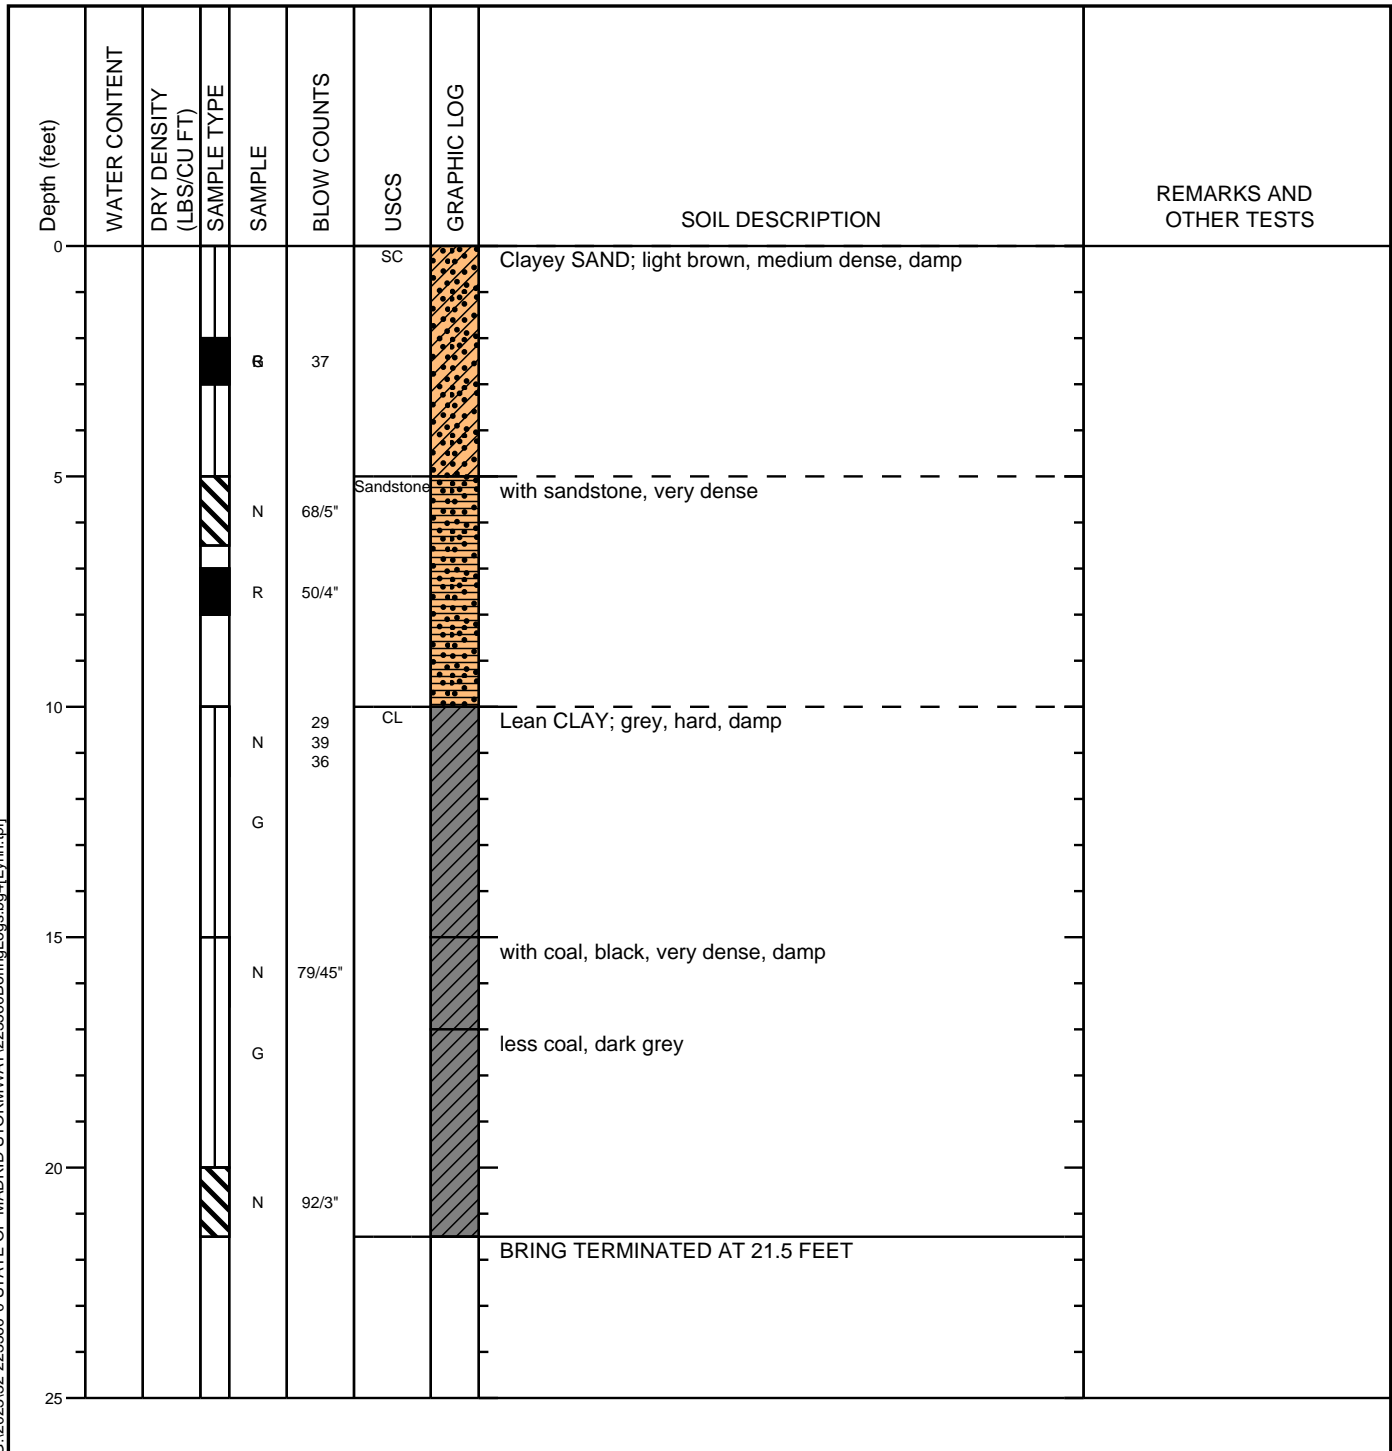 Depth (feet)
WATER CONTENT
DRY DENSITY
(LBS/CU FT)
SAMPLE TYPE
SAMPLE
BLOW COUNTS
USCS
GRAPHIC LOG
SOIL DESCRIPTION
REMARKS AND
OTHER TESTS
0
SC
Clayey SAND; light brown, medium dense, damp
37
5
Sandstone
with sandstone, very dense
N 68/5"
R 50/4"
10
CL
Lean CLAY; grey, hard, damp
29
N 39
36
G
15
with coal, black, very dense, damp
N 79/45"
less coal, dark grey
G
20
N 92/3"
BRING TERMINATED AT 21.5 FEET
25